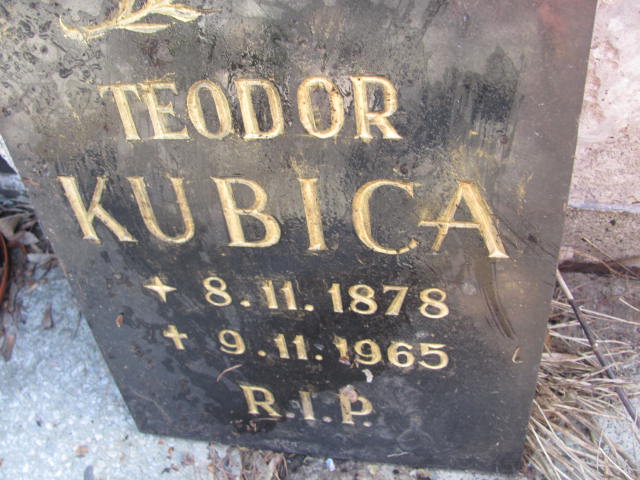 TEODOR
KUBICA
8.11.1878
9.11.1965
R.I.P.